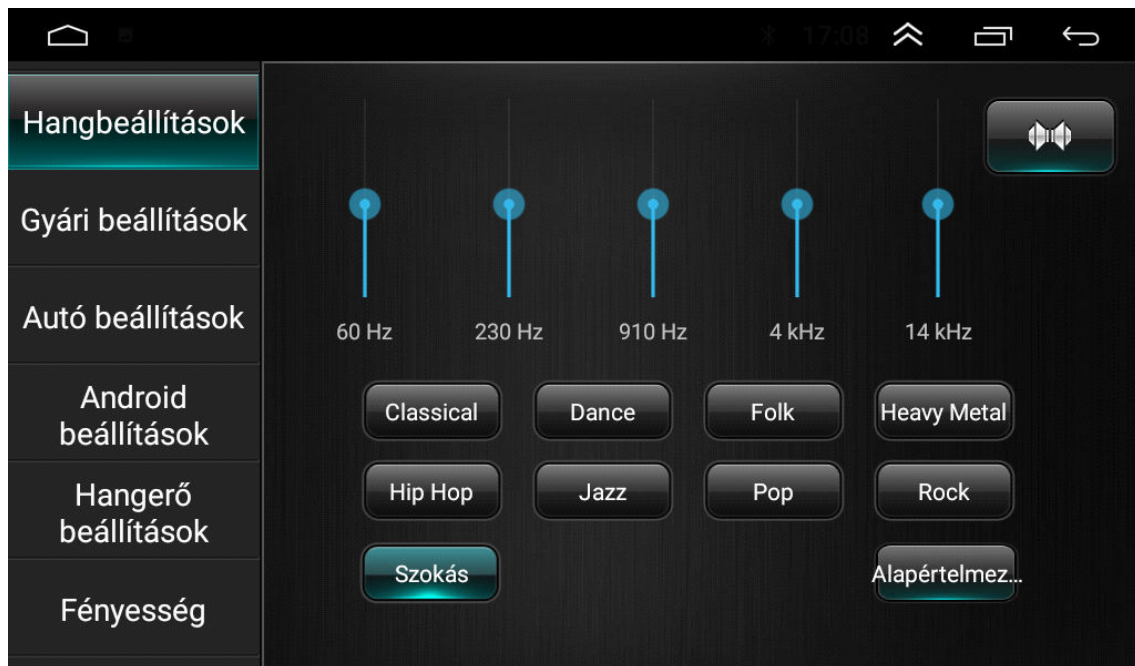 17:08
Hangbeállítások
Gyári beállítások
Autó beállítások
Android
beállítások
Hangerő
beállítások
Fényesség
60 Hz 230 Hz 910 Hz 4 kHz 14 kHz
Classical Dance Folk Heavy Metal
Hip Hop Jazz Pop Rock
Szokás Alapértelmez...